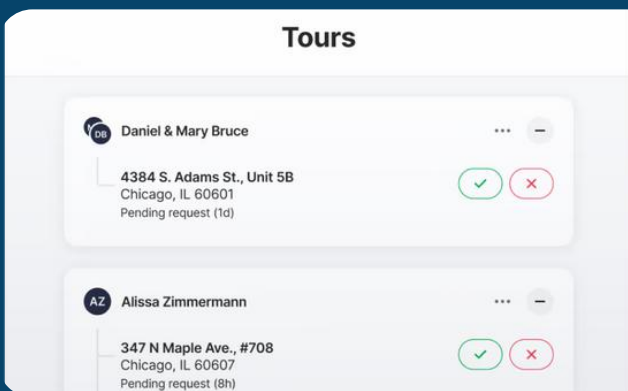 Tours
DB
Daniel & Mary Bruce
4384 S. Adams St., Unit 5B
Chicago, IL 60601
Pending request (1d)
AZ
Alissa Zimmermann
347 N Maple Ave., #708
Chicago, IL 60607
Pending request (8h)